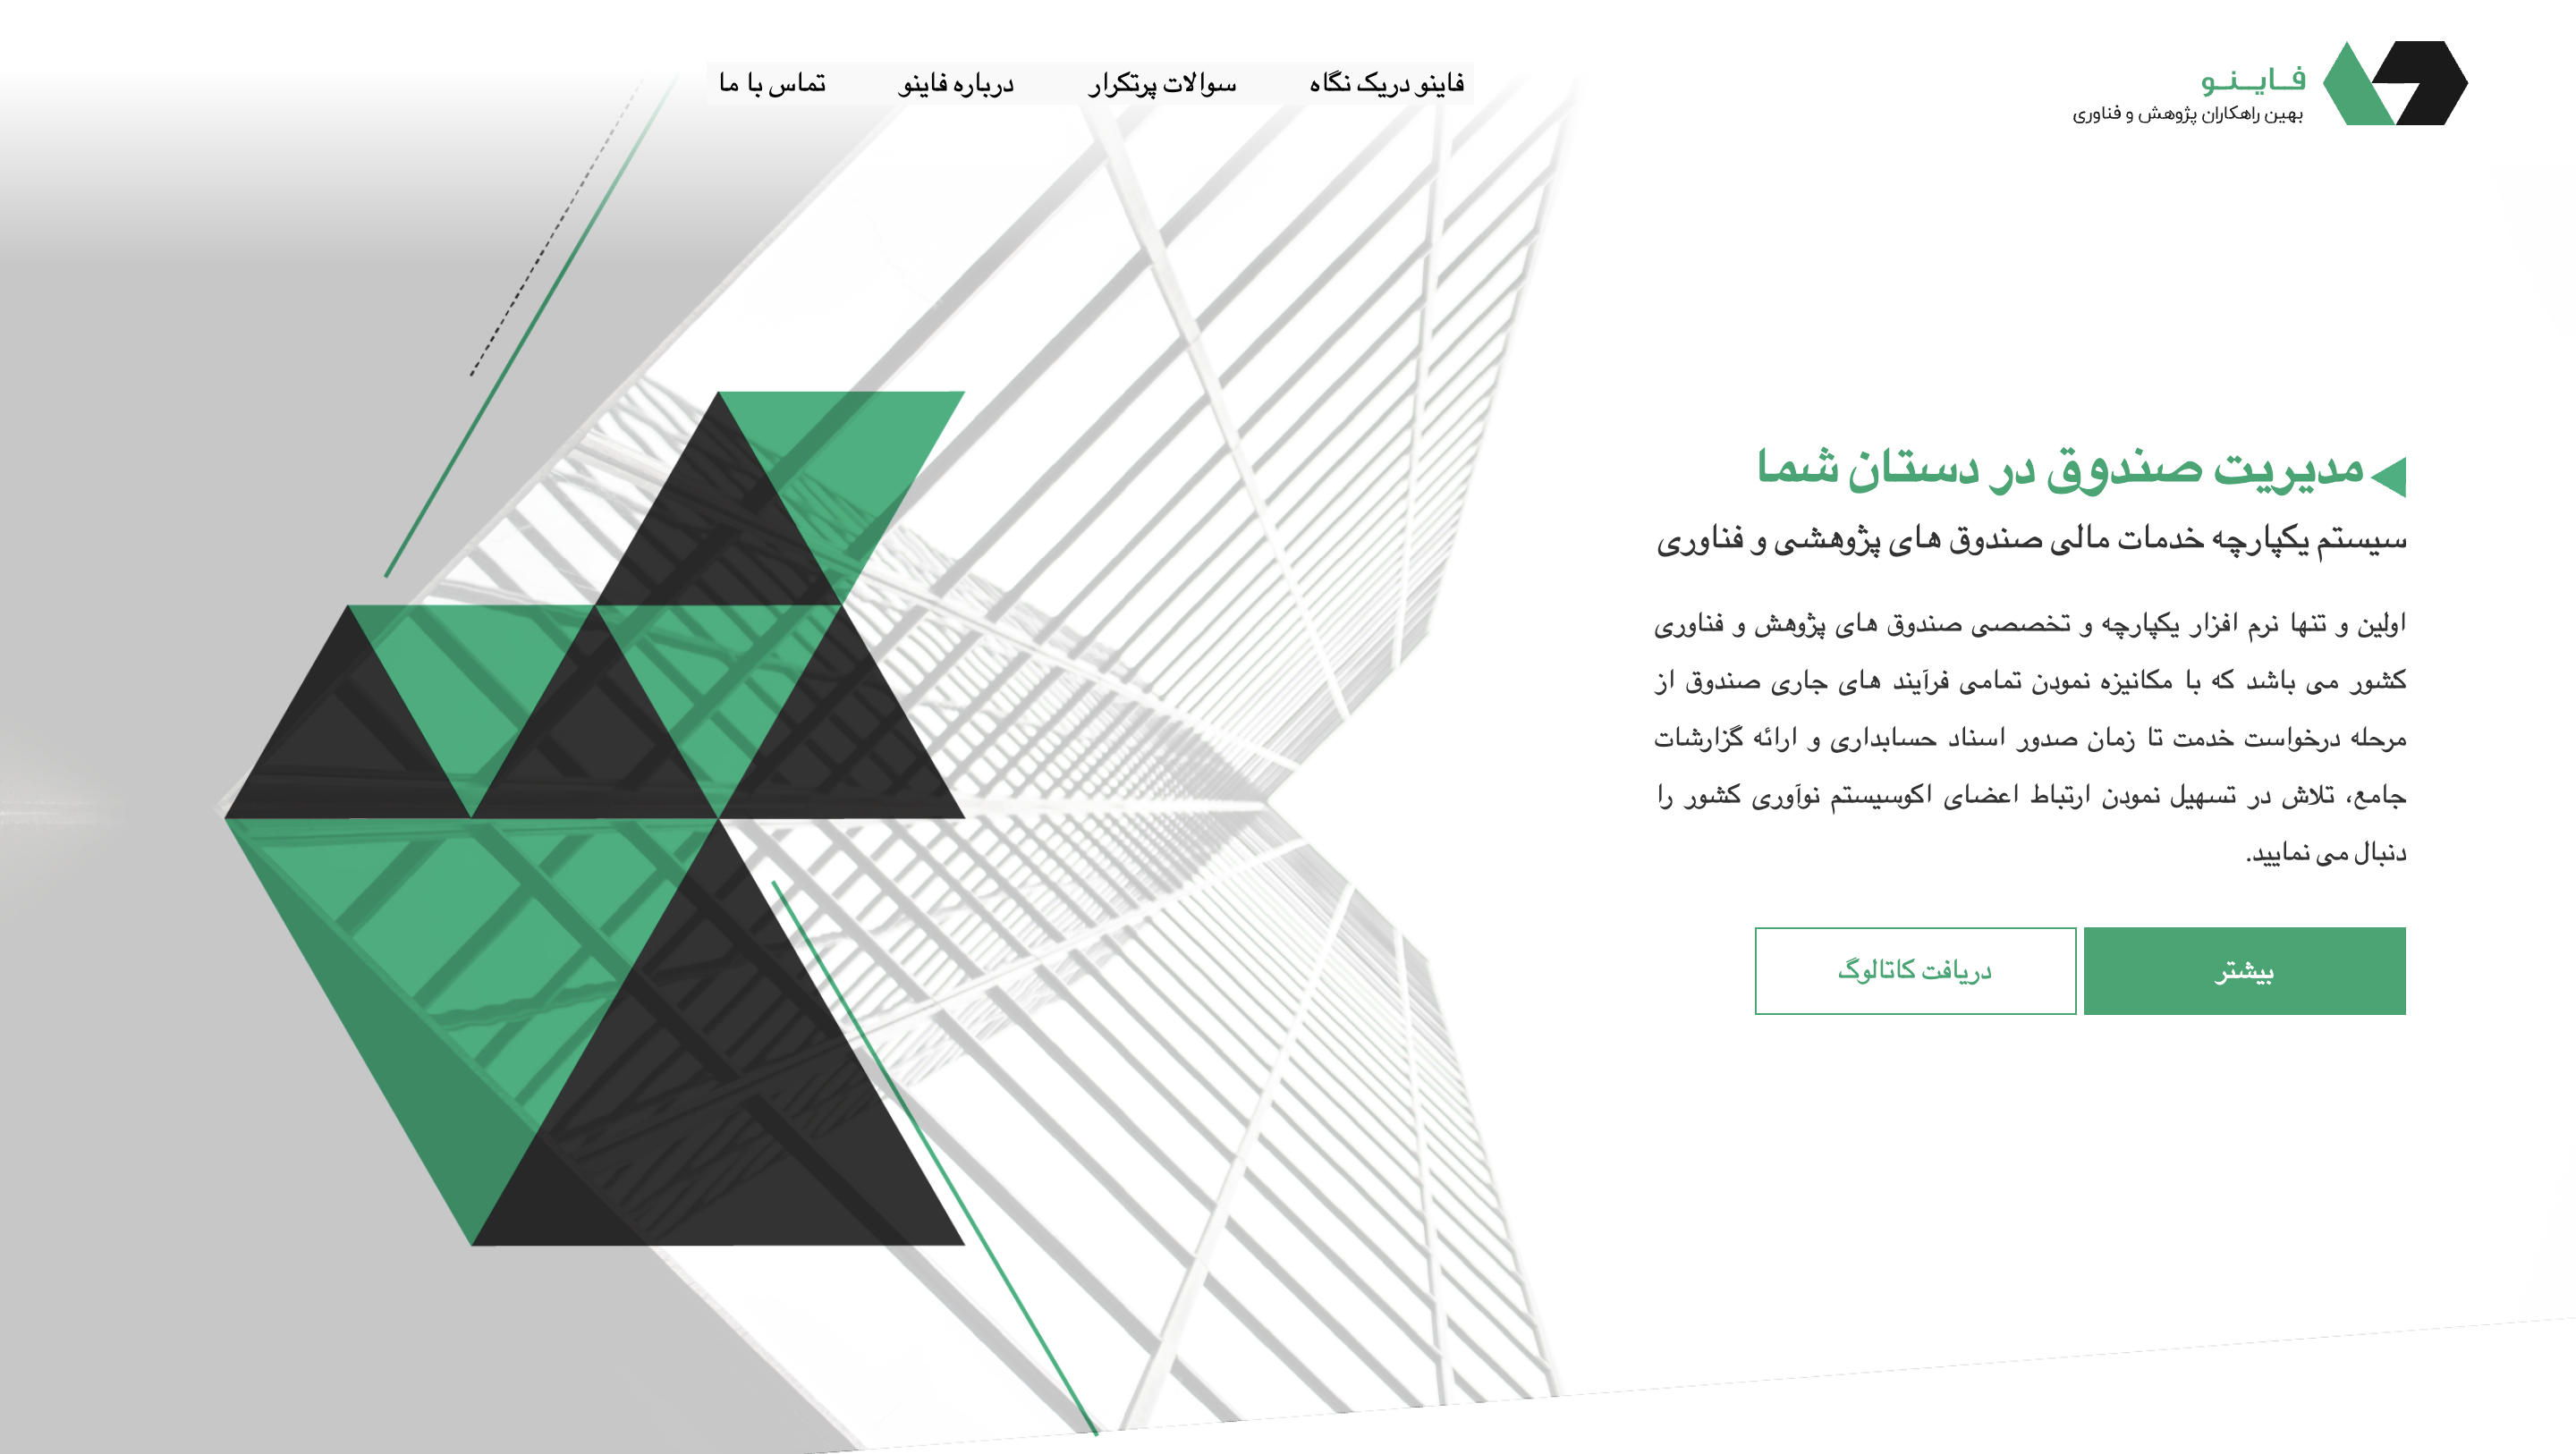 فاینو
بهین راهکاران پژوهش و فناوری
فاینو دریک نگاه
سوالات پرتکرار
درباره فاینو
تماس با ما
مدیریت صندوق در دستان شما
سیستم یکپارچه خدمات مالی صندوق های پژوهشی و فناوری
اولین و تنها نرم افزار یکپارچه و تخصصی صندوق های پژوهش و فناوری
کشور می باشد که با مکانیزه نمودن تمامی فرآیند های جاری صندوق از
مرحله درخواست خدمت تا زمان صدور اسناد حسابداری و ارائه گزارشات
جامع، تلاش در تسهیل نمودن ارتباط اعضای اکوسیستم نوآوری کشور را
دنبال می نمایید.
بیشتر
دریافت کاتالوگ